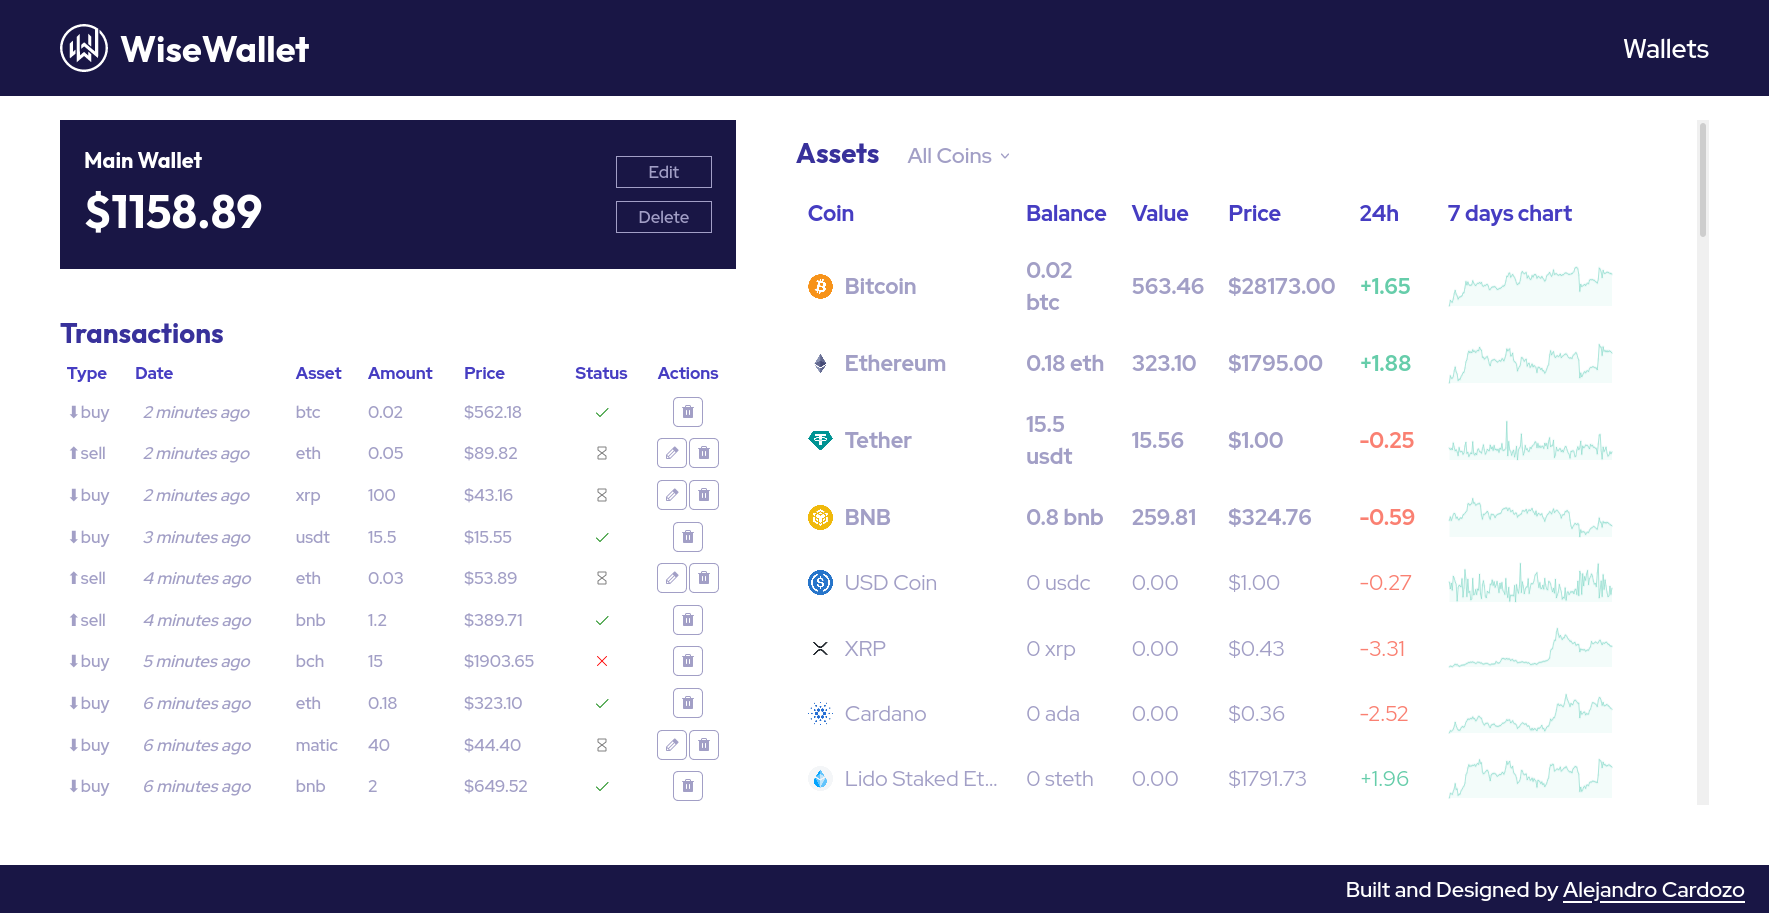 WiseWallet
Wallets
Main Wallet
$1158.89
Edit
Delete
Transactions
Type Date Asset Amount Price Status Actions
buy 2 minutes ago btc 0.02 $562.18
sell 2 minutes ago eth 0.05 $89.82
buy 2 minutes ago xrp 100 $43.16
buy 3 minutes ago usdt 15.5 $15.55
sell 4 minutes ago eth 0.03 $53.89
sell 4 minutes ago bnb 1.2 $389.71
buy 5 minutes ago bch 15 $1903.65
buy 6 minutes ago eth 0.18 $323.10
buy 6 minutes ago matic 40 $44.40
buy 6 minutes ago bnb 2 $649.52
Assets All Coins
Coin Balance Value Price 24h 7 days chart
Bitcoin 0.02 btc 563.46 $28173.00 +1.65
Ethereum 0.18 eth 323.10 $1795.00 +1.88
Tether 15.5 usdt 15.56 $1.00 -0.25
BNB 0.8 bnb 259.81 $324.76 -0.59
USD Coin 0 usdc 0.00 $1.00 -0.27
XRP 0 xrp 0.00 $0.43 -3.31
Cardano 0 ada 0.00 $0.36 -2.52
Lido Staked Et... 0 steth 0.00 $1791.73 +1.96
Built and Designed by Alejandro Cardozo